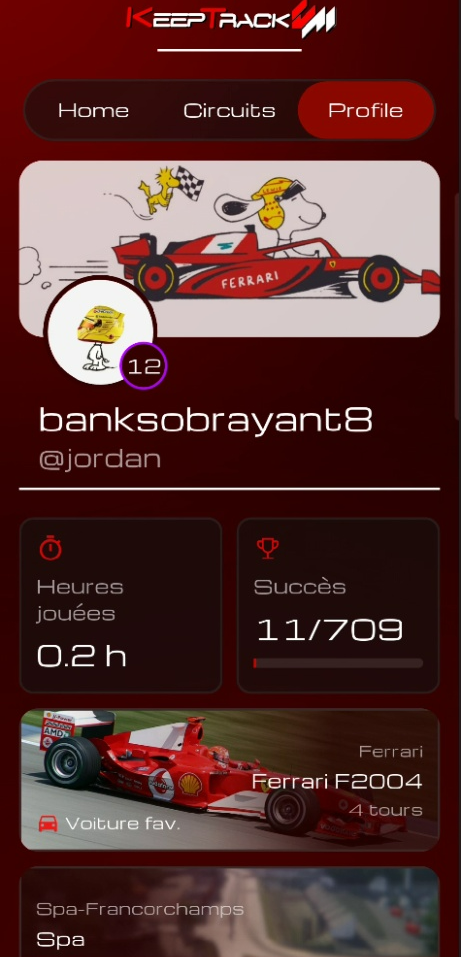 KEEPTRACK
Home Circuits Profile
FERRARI
12
banksobrayant8
@jordan
Heures
jouées
0.2 h
Succès
11/709
Ferrari
Ferrari F2004
4 tours
Voiture fav.
AMD
Spa-Francorchamps
Spa